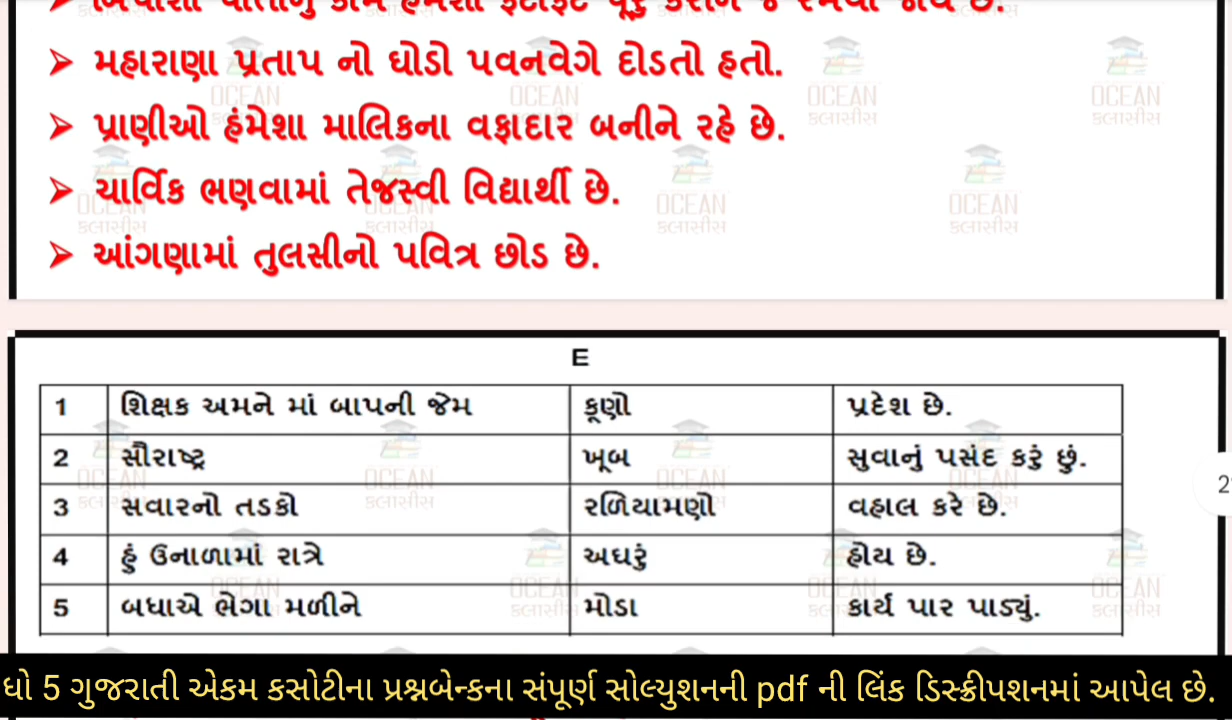 ➤ મહારાણા પ્રતાપ નો ઘોડો પવનવેગે દોડતો હતો.
➤ પ્રાણીઓ હંમેશા માલિકના વફાદાર બનીને રહે છે.
➤ ચાર્વિક ભણવામાં તેજસ્વી વિદ્યાર્થી છે.
➤ આંગણામાં તુલસીનો પવિત્ર છોડ છે.
E
1 શિક્ષક અમને માં બાપની જેમ કૂણો પ્રદેશ છે.
2 સૌરાષ્ટ્ર ખૂબ સુવાનું પસંદ કરું છું.
3 સવારનો તડકો રળિયામણો વહાલ કરે છે.
4 હું ઉનાળામાં રાત્રે અઘરું હોય છે.
5 બધાએ ભેગા મળીને મોડા કાર્ય પાર પાડ્યું.
ધો 5 ગુજરાતી એકમ કસોટીના પ્રશ્નબેન્કના સંપૂર્ણ સોલ્યુશનની pdf ની લિંક ડિસ્ક્રીપશનમાં આપેલ છે.
OCEAN
ક્લાસીસ